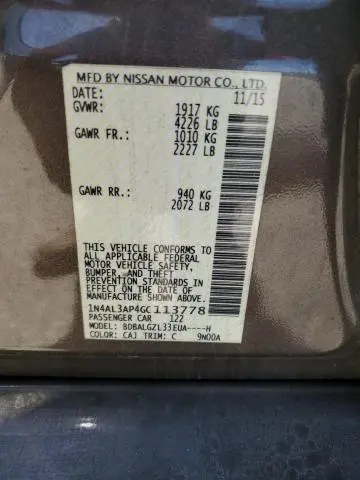 MFD BY NISSAN MOTOR CO., LTD.
DATE: 11/15
GVWR: 1917 KG
4226 LB
GAWR FR.: 1010 KG
2227 LB
GAWR RR.: 940 KG
2072 LB
THIS VEHICLE CONFORMS TO
ALL APPLICABLE FEDERAL
MOTOR VEHICLE SAFETY,
BUMPER, AND THEFT
PREVENTION STANDARDS IN
EFFECT ON THE DATE OF
MANUFACTURE SHOWN ABOVE.
1N4AL3AP4GC113778
PASSENGER CAR 122
MODEL: BDBALGZL33EUA----H
COLOR: CAJ TRIM: C 9N00A